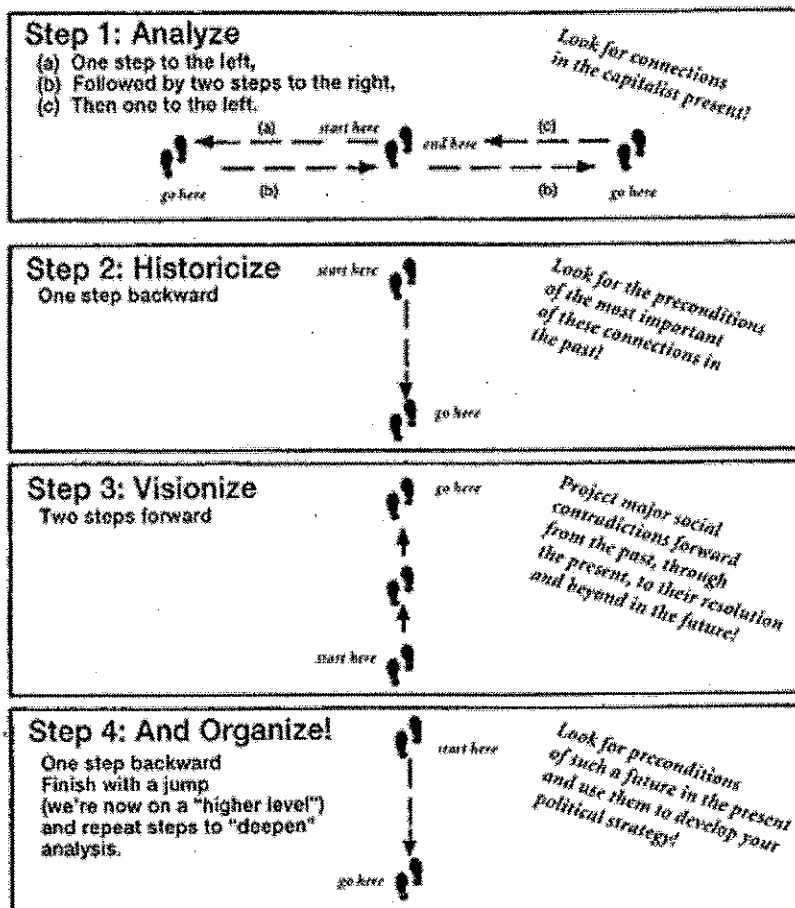 Step 1: Analyze
(a) One step to the left,
(b) Followed by two steps to the right,
(c) Then one to the left.
Look for connections
in the capitalist present!
(a)
start here
end here
(c)
go here
(b)
(b)
go here
Step 2: Historicize
One step backward
start here
go here
Look for the preconditions
of the most important
of these connections in
the past!
Step 3: Visionize
Two steps forward
go here
start here
Project major social
contradictions forward
from the past, through
the present, to their resolution
and beyond in the future!
Step 4: And Organize!
One step backward
Finish with a jump
(we're now on a "higher level")
and repeat steps to "deepen"
analysis.
start here
go here
Look for preconditions
of such a future in the present
and use them to develop your
political strategy!